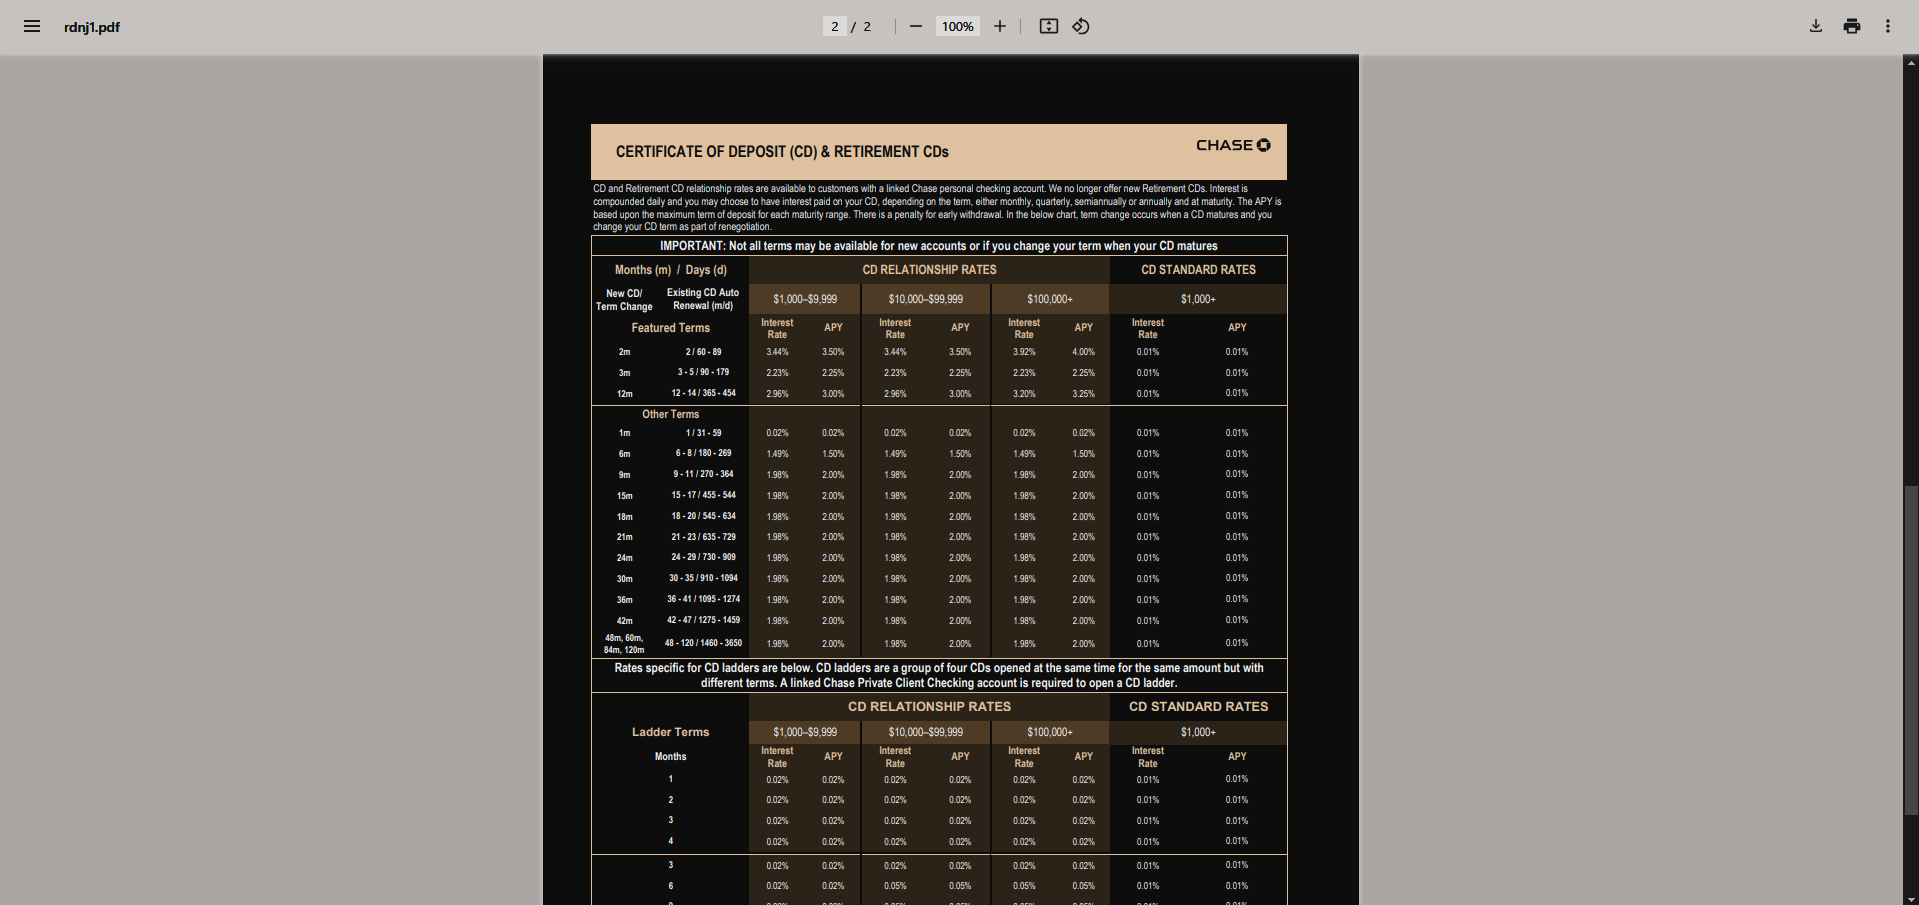 rdnj1.pdf
2 / 2
100%
CERTIFICATE OF DEPOSIT (CD) & RETIREMENT CDs
CHASE
CD and Retirement CD relationship rates are available to customers with a linked Chase personal checking account. We no longer offer new Retirement CDs. Interest is
compounded daily and you may choose to have interest paid on your CD, depending on the term, either monthly, quarterly, semiannually or annually and at maturity. The APY is
based upon the maximum term of deposit for each maturity range. There is a penalty for early withdrawal. In the below chart, term change occurs when a CD matures and you
change your CD term as part of renegotiation.
IMPORTANT: Not all terms may be available for new accounts or if you change your term when your CD matures
Months (m) / Days (d) CD RELATIONSHIP RATES CD STANDARD RATES
New CD/ Existing CD Auto
Term Change Renewal (m/d)
$1,000–$9,999 $10,000–$99,999 $100,000+ $1,000+
Featured Terms Interest Rate APY Interest Rate APY Interest Rate APY Interest Rate APY
2m 2 / 60 - 89 3.44% 3.50% 3.44% 3.50% 3.92% 4.00% 0.01% 0.01%
3m 3 - 5 / 90 - 179 2.23% 2.25% 2.23% 2.25% 2.23% 2.25% 0.01% 0.01%
12m 12 - 14 / 365 - 454 2.96% 3.00% 2.96% 3.00% 3.20% 3.25% 0.01% 0.01%
Other Terms
1m 1 / 31 - 59 0.02% 0.02% 0.02% 0.02% 0.02% 0.02% 0.01% 0.01%
6m 6 - 8 / 180 - 269 1.49% 1.50% 1.49% 1.50% 1.49% 1.50% 0.01% 0.01%
9m 9 - 11 / 270 - 364 1.98% 2.00% 1.98% 2.00% 1.98% 2.00% 0.01% 0.01%
15m 15 - 17 / 455 - 544 1.98% 2.00% 1.98% 2.00% 1.98% 2.00% 0.01% 0.01%
18m 18 - 20 / 545 - 634 1.98% 2.00% 1.98% 2.00% 1.98% 2.00% 0.01% 0.01%
21m 21 - 23 / 635 - 729 1.98% 2.00% 1.98% 2.00% 1.98% 2.00% 0.01% 0.01%
24m 24 - 29 / 730 - 909 1.98% 2.00% 1.98% 2.00% 1.98% 2.00% 0.01% 0.01%
30m 30 - 35 / 910 - 1094 1.98% 2.00% 1.98% 2.00% 1.98% 2.00% 0.01% 0.01%
36m 36 - 41 / 1095 - 1274 1.98% 2.00% 1.98% 2.00% 1.98% 2.00% 0.01% 0.01%
42m 42 - 47 / 1275 - 1459 1.98% 2.00% 1.98% 2.00% 1.98% 2.00% 0.01% 0.01%
48m, 60m,
84m, 120m 48 - 120 / 1460 - 3650 1.98% 2.00% 1.98% 2.00% 1.98% 2.00% 0.01% 0.01%
Rates specific for CD ladders are below. CD ladders are a group of four CDs opened at the same time for the same amount but with
different terms. A linked Chase Private Client Checking account is required to open a CD ladder.
CD RELATIONSHIP RATES CD STANDARD RATES
Ladder Terms $1,000–$9,999 $10,000–$99,999 $100,000+ $1,000+
Months Interest Rate APY Interest Rate APY Interest Rate APY Interest Rate APY
1 0.02% 0.02% 0.02% 0.02% 0.02% 0.02% 0.01% 0.01%
2 0.02% 0.02% 0.02% 0.02% 0.02% 0.02% 0.01% 0.01%
3 0.02% 0.02% 0.02% 0.02% 0.02% 0.02% 0.01% 0.01%
4 0.02% 0.02% 0.02% 0.02% 0.02% 0.02% 0.01% 0.01%
3 0.02% 0.02% 0.02% 0.02% 0.02% 0.02% 0.01% 0.01%
6 0.02% 0.02% 0.05% 0.05% 0.05% 0.05% 0.01% 0.01%